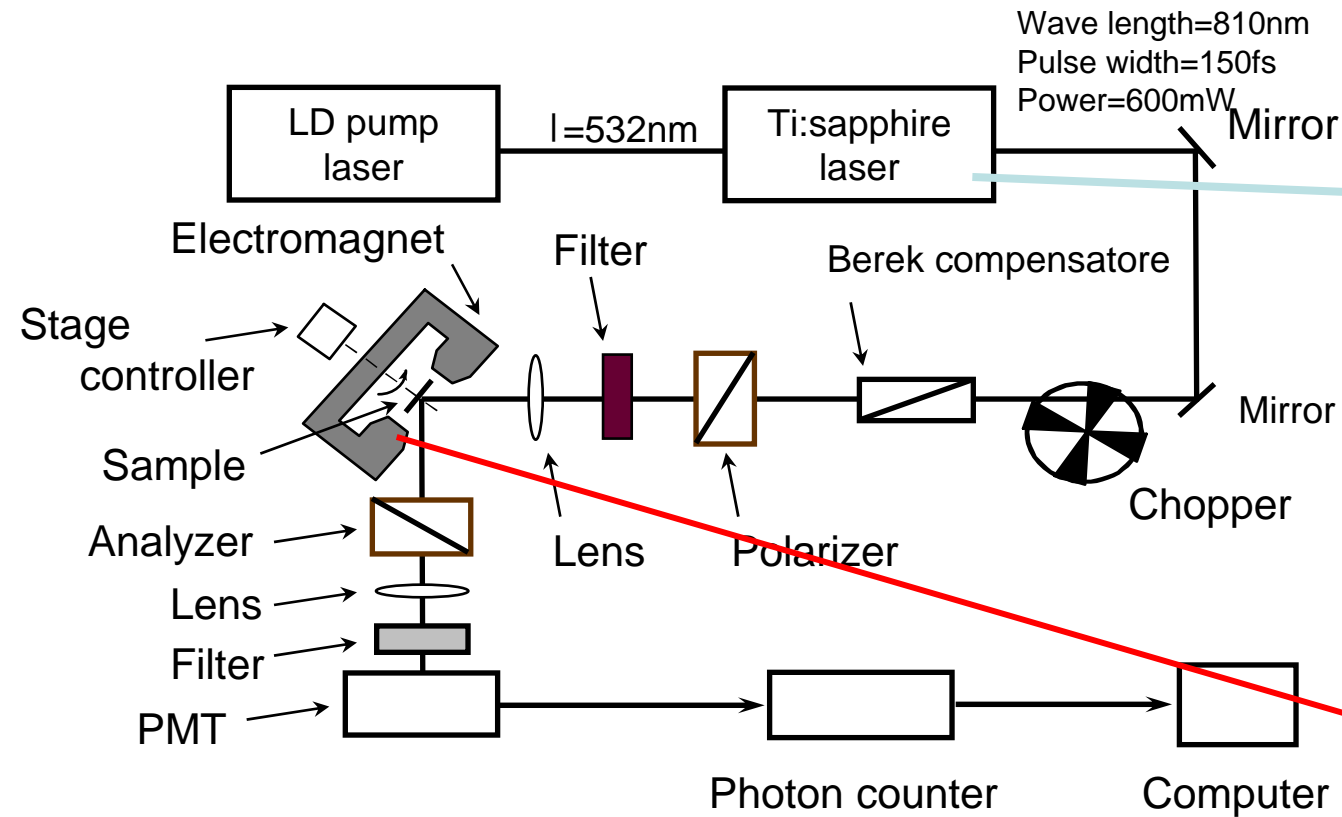 Wave length=810nm
Pulse width=150fs
Power=600mW
LD pump
laser
l=532nm
Ti:sapphire
laser
Mirror
Electromagnet
Filter
Berek compensatore
Stage
controller
Mirror
Sample
Chopper
Analyzer
Lens
Polarizer
Lens
Filter
PMT
Photon counter
Computer